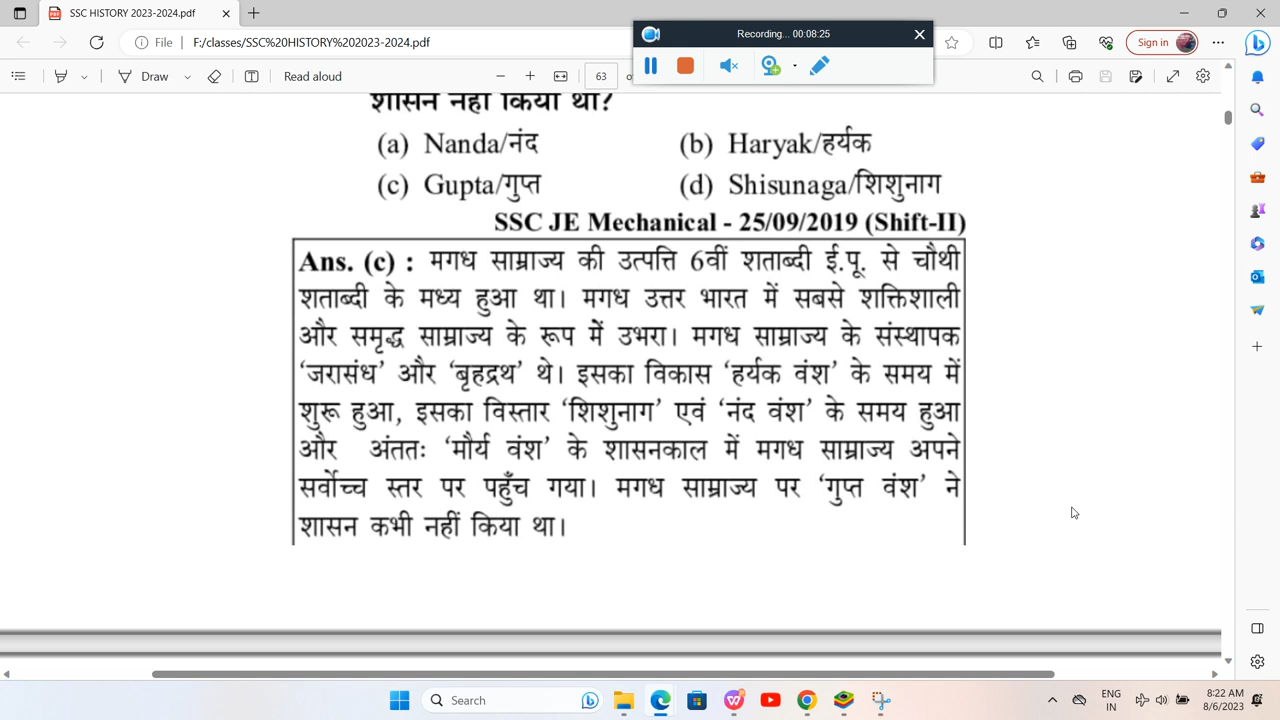 SSC HISTORY 2023-2024.pdf
Recording... 00:08:25
File F:/classes/SSC%20HISTORY%202023-2024.pdf
Sign in
Draw
Read aloud
63
शासन नहीं किया था?
(a) Nanda/नंद (b) Haryak/हर्यक
(c) Gupta/गुप्त (d) Shisunaga/शिशुनाग
SSC JE Mechanical - 25/09/2019 (Shift-II)
Ans. (c) : मगध साम्राज्य की उत्पत्ति 6वीं शताब्दी ई.पू. से चौथी
शताब्दी के मध्य हुआ था। मगध उत्तर भारत में सबसे शक्तिशाली
और समृद्ध साम्राज्य के रूप में उभरा। मगध साम्राज्य के संस्थापक
‘जरासंध’ और ‘बृहद्रथ’ थे। इसका विकास ‘हर्यक वंश’ के समय में
शुरू हुआ, इसका विस्तार ‘शिशुनाग’ एवं ‘नंद वंश’ के समय हुआ
और अंततः ‘मौर्य वंश’ के शासनकाल में मगध साम्राज्य अपने
सर्वोच्च स्तर पर पहुँच गया। मगध साम्राज्य पर ‘गुप्त वंश’ ने
शासन कभी नहीं किया था।
Search
ENG
IN
8:22 AM
8/6/2023